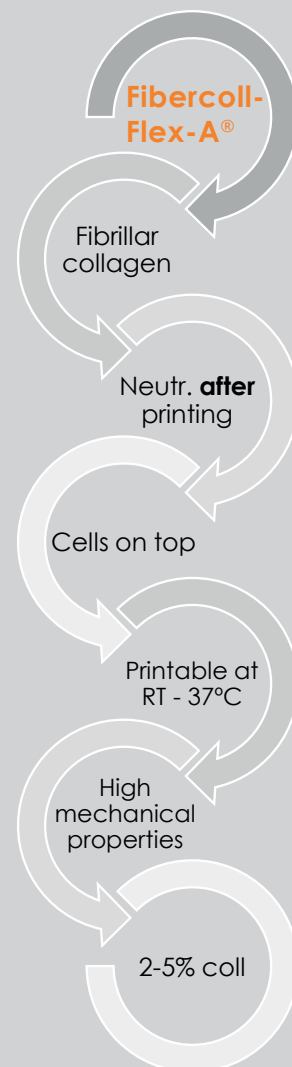 Fibercoll-
Flex-A®
Fibrillar
collagen
Neutr. after
printing
Cells on top
Printable at
RT - 37ºC
High
mechanical
properties
2-5% coll